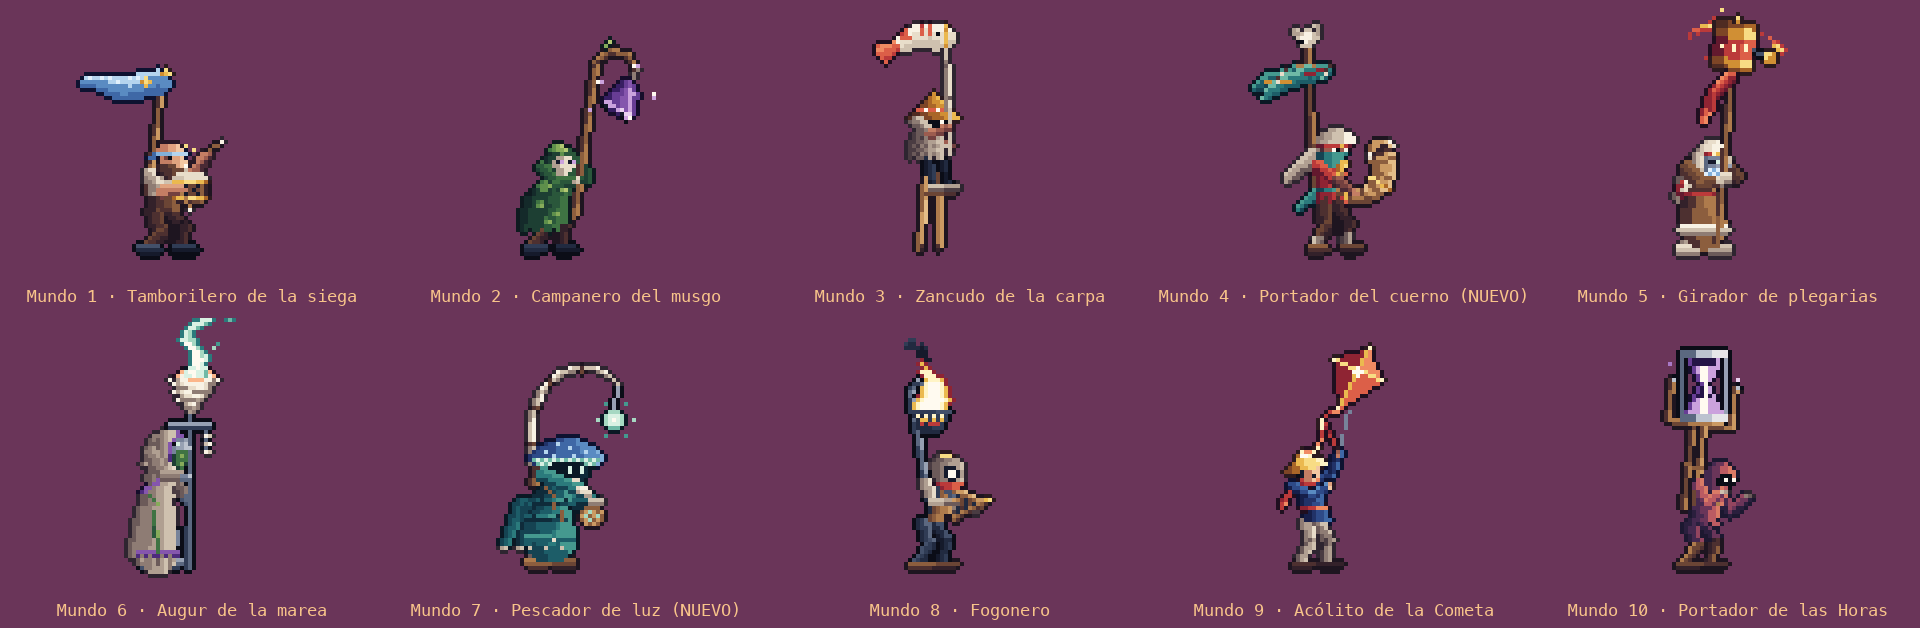 Mundo 1 · Tamborilero de la siega
Mundo 2 · Campanero del musgo
Mundo 3 · Zancudo de la carpa
Mundo 4 · Portador del cuerno (NUEVO)
Mundo 5 · Girador de plegarias
Mundo 6 · Augur de la marea
Mundo 7 · Pescador de luz (NUEVO)
Mundo 8 · Fogonero
Mundo 9 · Acólito de la Cometa
Mundo 10 · Portador de las Horas